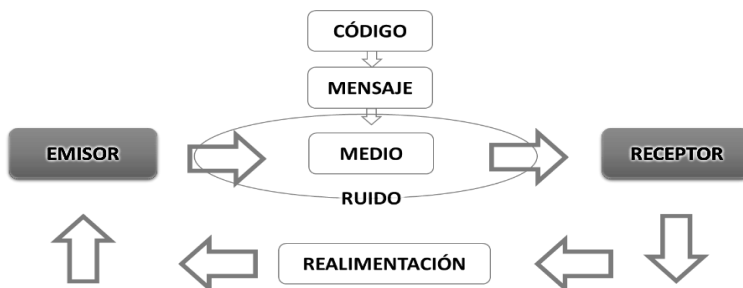 CÓDIGO
MENSAJE
EMISOR
MEDIO
RECEPTOR
RUIDO
REALIMENTACIÓN